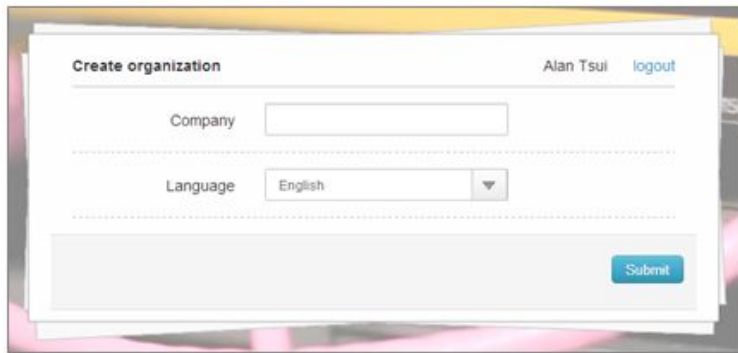 Create organization Alan Tsui logout
Company
Language English
Submit